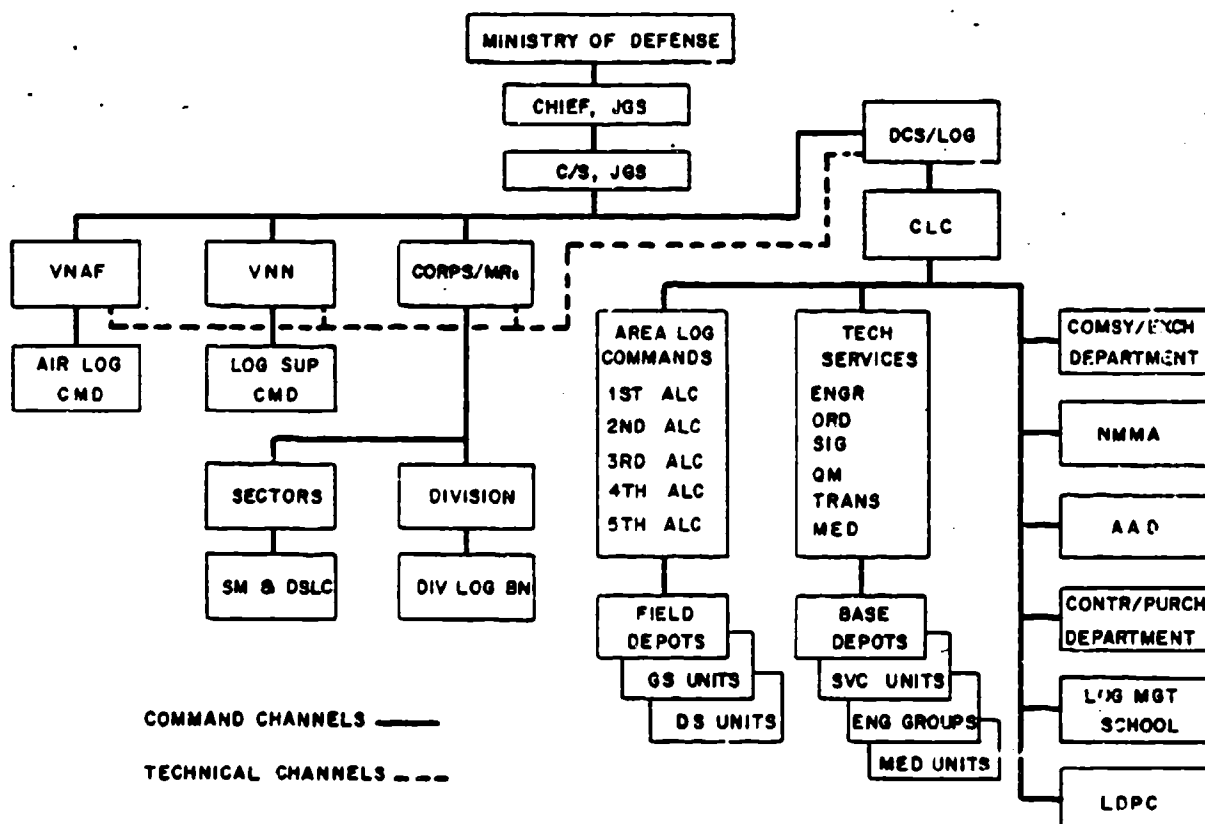 MINISTRY OF DEFENSE
CHIEF, JGS
C/S, JGS
DCS/LOG
CLC
VNAF
VNN
CORPS/MRs
AIR LOG
CMD
LOG SUP
CMD
SECTORS
DIVISION
SM & DSLC
DIV LOG BN
AREA LOG
COMMANDS
1ST ALC
2ND ALC
3RD ALC
4TH ALC
5TH ALC
TECH
SERVICES
ENGR
ORD
SIG
QM
TRANS
MED
FIELD
DEPOTS
GS UNITS
DS UNITS
BASE
DEPOTS
SVC UNITS
ENG GROUPS
MED UNITS
COMSY/EXCH
DEPARTMENT
NMMA
AAD
CONTR/PURCH
DEPARTMENT
LOG MGT
SCHOOL
LDPC
COMMAND CHANNELS
TECHNICAL CHANNELS